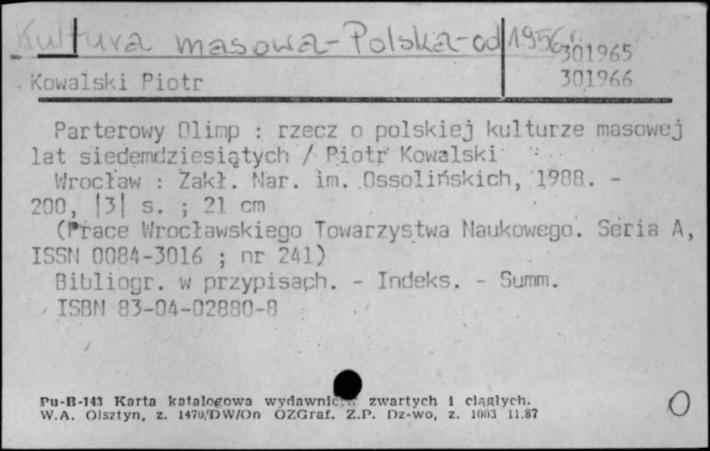 Kultura masowa - Polska - od 1956 r.
301965
Kowalski Piotr
301966
Parterowy Olimp : rzecz o polskiej kulturze masowej
lat siedemdziesiątych / Piotr Kowalski
Wrocław : Zakł. Nar. im. Ossolińskich, 1988. -
200, |3| s. ; 21 cm
(Prace Wrocławskiego Towarzystwa Naukowego. Seria A,
ISSN 0084-3016 ; nr 241)
Bibliogr. w przypisach. - Indeks. - Summ.
ISBN 83-04-02880-8
Pu-B-143 Karta katalogowa zwartych i ciągłych.
W.A. Olsztyn, z. 1470/DW/On OZGraf. Z.P. Dz-wo, z. 1003 11.87
O